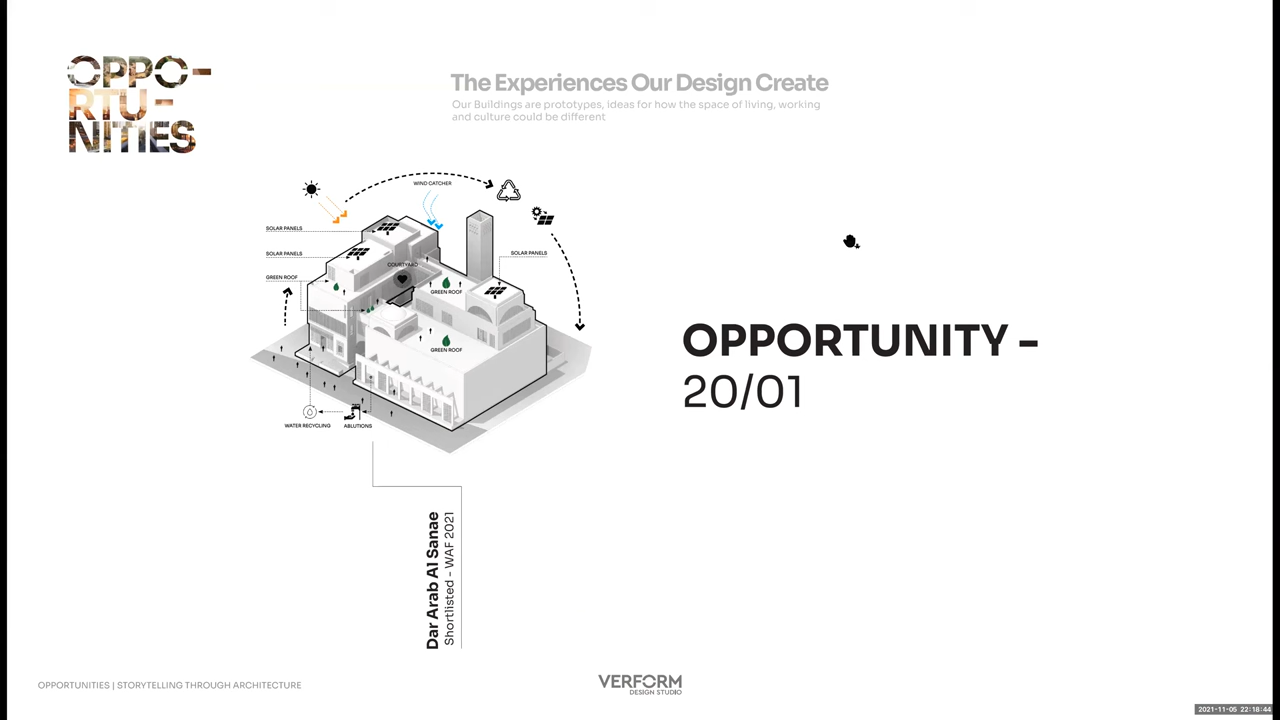 OPPO-
RTU-
NITIES
The Experiences Our Design Create
Our Buildings are prototypes, ideas for how the space of living, working
and culture could be different
WIND CATCHER
SOLAR PANELS
SOLAR PANELS
SOLAR PANELS
COURTYARD
GREEN ROOF
GREEN ROOF
GREEN ROOF
WATER RECYCLING
ABLUTIONS
OPPORTUNITY -
20/01
Dar Arab Al Sanae
Shortlisted - WAF 2021
OPPORTUNITIES | STORYTELLING THROUGH ARCHITECTURE
VERFORM
DESIGN STUDIO
2021-11-05 22:18:44